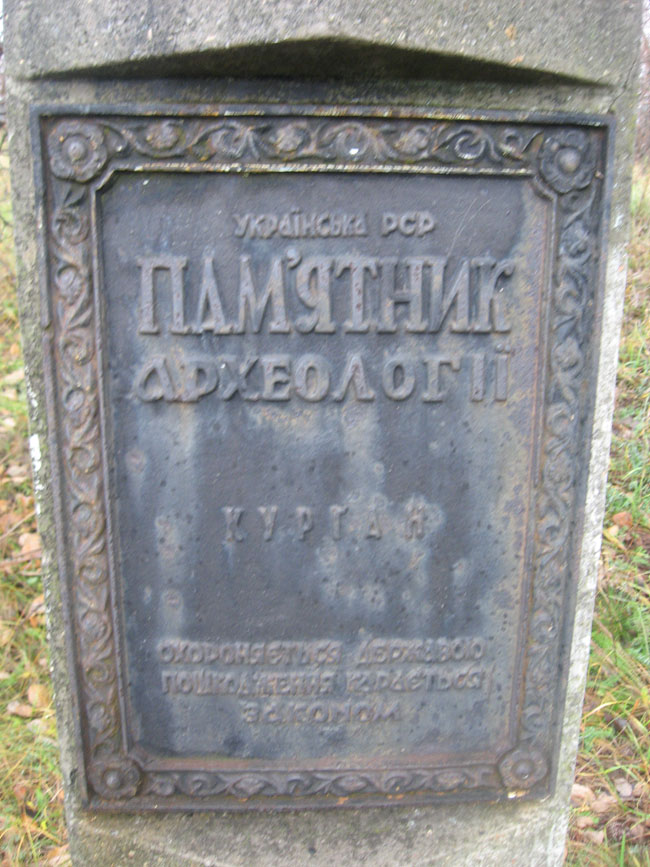 УКРАЇНСЬКА РСР
ПАМ'ЯТНИК
АРХЕОЛОГІЇ
КУРГАН
ОХОРОНЯЄТЬСЯ ДЕРЖАВОЮ
ПОШКОДЖЕННЯ КАРАЄТЬСЯ
ЗАКОНОМ